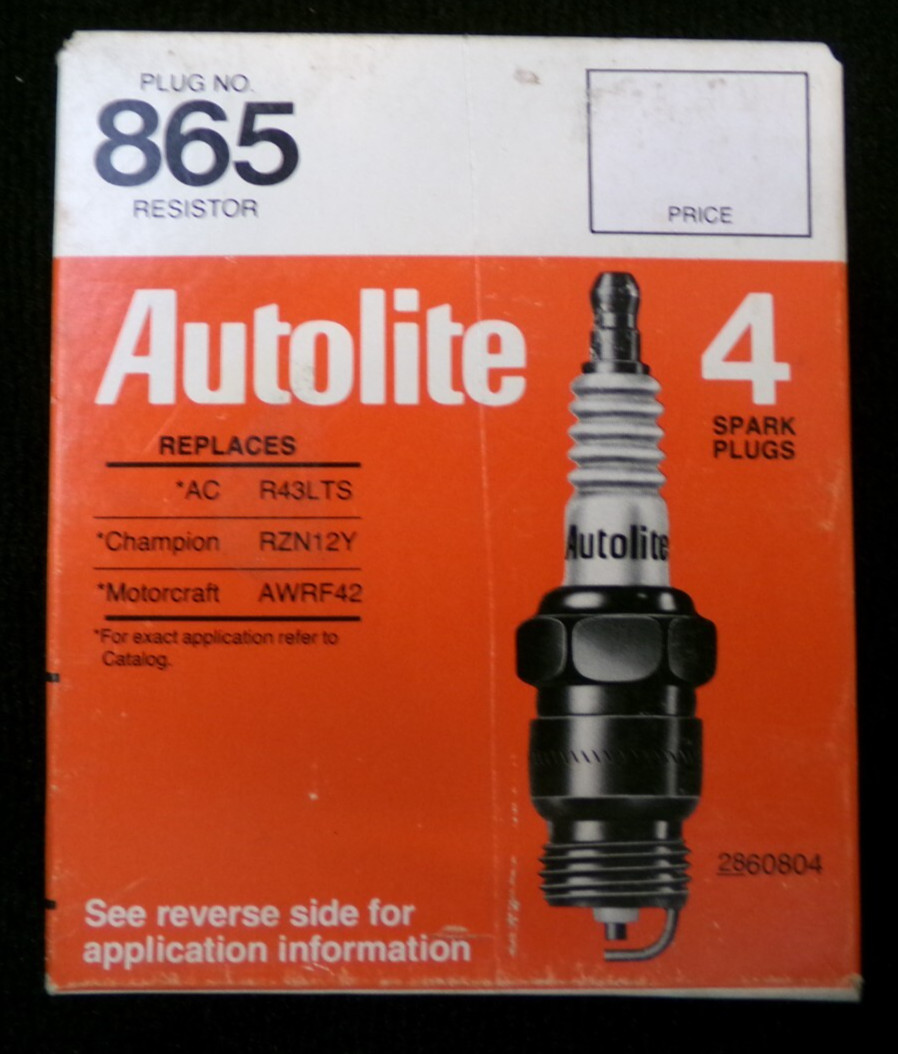 PLUG NO.
865
RESISTOR
PRICE
Autolite
4
SPARK
PLUGS
REPLACES
*AC R43LTS
*Champion RZN12Y
*Motorcraft AWRF42
*For exact application refer to
Catalog.
Autolite
2860804
See reverse side for
application information